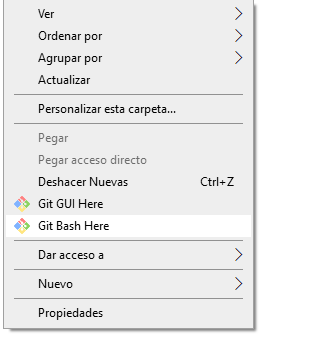 Ver
Ordenar por
Agrupar por
Actualizar
Personalizar esta carpeta...
Pegar
Pegar acceso directo
Deshacer Nuevas Ctrl+Z
Git GUI Here
Git Bash Here
Dar acceso a
Nuevo
Propiedades